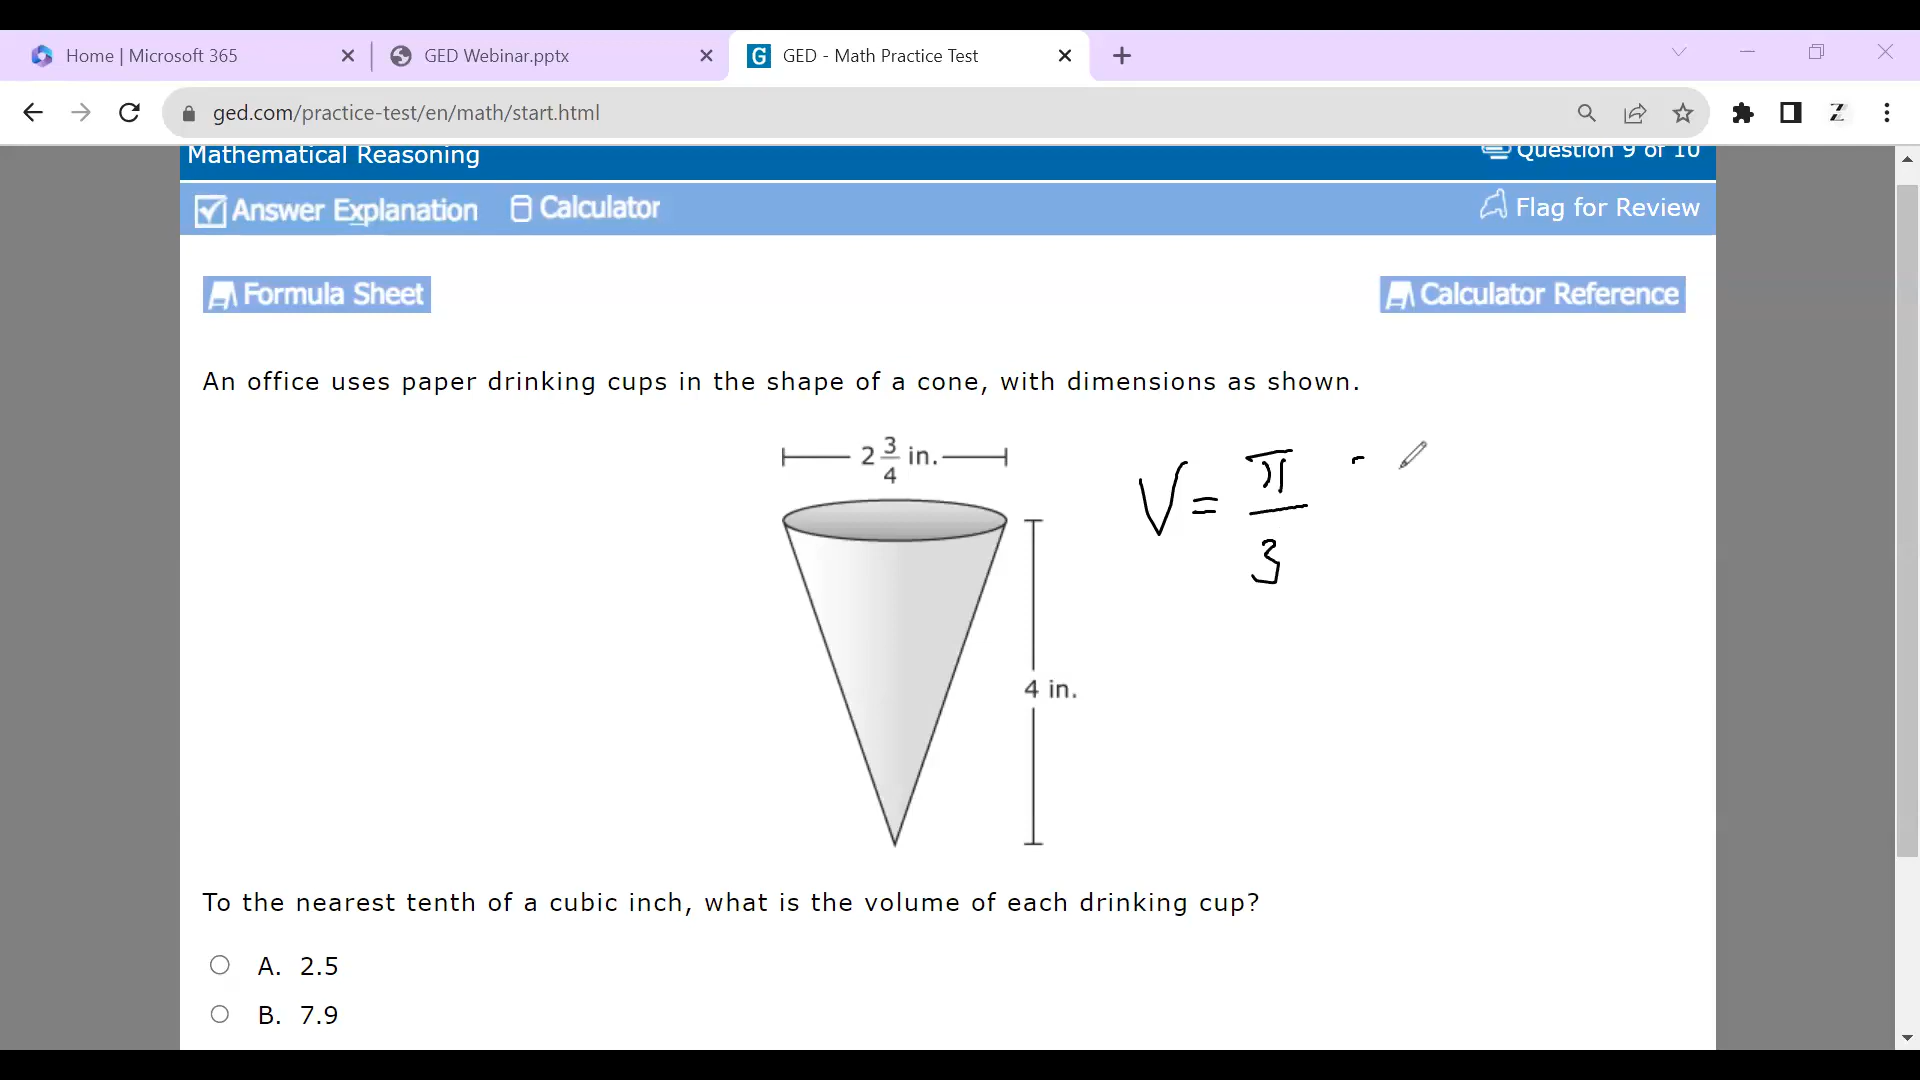 Home | Microsoft 365
GED Webinar.pptx
GED - Math Practice Test
ged.com/practice-test/en/math/start.html
Mathematical Reasoning
Question 9 of 10
Answer Explanation
Calculator
Flag for Review
Formula Sheet
Calculator Reference
An office uses paper drinking cups in the shape of a cone, with dimensions as shown.
2 3/4 in.
V = π/3 -
4 in.
To the nearest tenth of a cubic inch, what is the volume of each drinking cup?
A. 2.5
B. 7.9